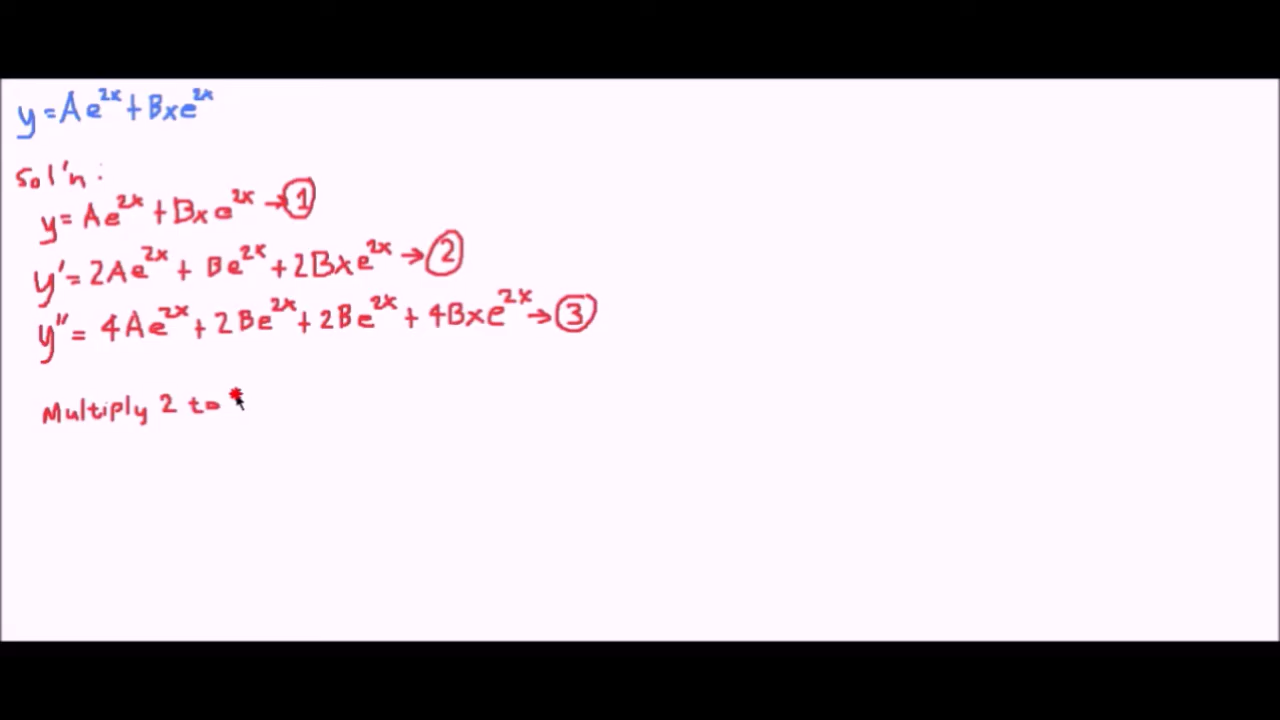 y=Ae^{2x}+Bxe^{2x}
Sol'n:
y=Ae^{2x}+Bxe^{2x}→①
y'=2Ae^{2x}+Be^{2x}+2Bxe^{2x}→②
y''=4Ae^{2x}+2Be^{2x}+2Be^{2x}+4Bxe^{2x}→③
Multiply 2 to